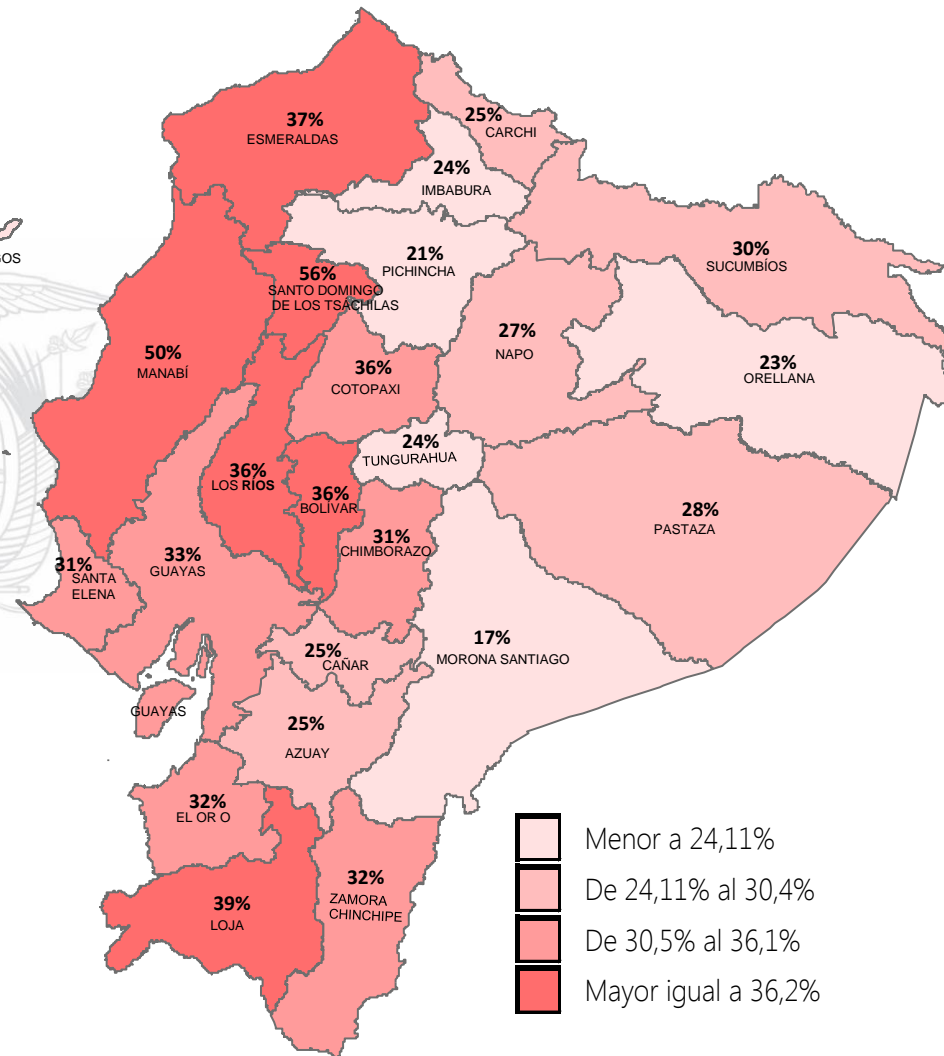 37%
ESMERALDAS
25%
CARCHI
24%
IMBABURA
GOS
21%
PICHINCHA
30%
SUCUMBÍOS
56%
SANTO DOMINGO
DE LOS TSÁCHILAS
50%
MANABÍ
36%
COTOPAXI
27%
NAPO
23%
ORELLANA
24%
TUNGURAHUA
36%
LOS RÍOS
36%
BOLÍVAR
28%
PASTAZA
31%
CHIMBORAZO
33%
GUAYAS
31%
SANTA
ELENA
17%
MORONA SANTIAGO
25%
CAÑAR
GUAYAS
25%
AZUAY
32%
EL OR O
32%
ZAMORA
CHINCHIPE
39%
LOJA
Menor a 24,11%
De 24,11% al 30,4%
De 30,5% al 36,1%
Mayor igual a 36,2%